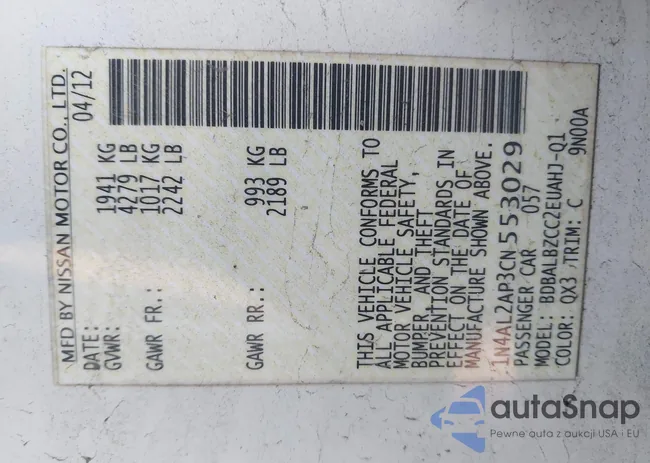 MFD BY NISSAN MOTOR CO., LTD.
DATE: 04/12
GVWR: 1941 KG
4279 LB
GAWR FR.: 1017 KG
2242 LB
GAWR RR.: 993 KG
2189 LB
THIS VEHICLE CONFORMS TO
ALL APPLICABLE FEDERAL
MOTOR VEHICLE SAFETY,
BUMPER, AND THEFT
PREVENTION STANDARDS IN
EFFECT ON THE DATE OF
MANUFACTURE SHOWN ABOVE.
1N4AL2AP3CN553029
PASSENGER CAR 057
MODEL: BDBALBZCC2EUAHJ-Q1
COLOR: QX3 TRIM: C 9N00A
autaSnap
Pewne auta z aukcji USA i EU